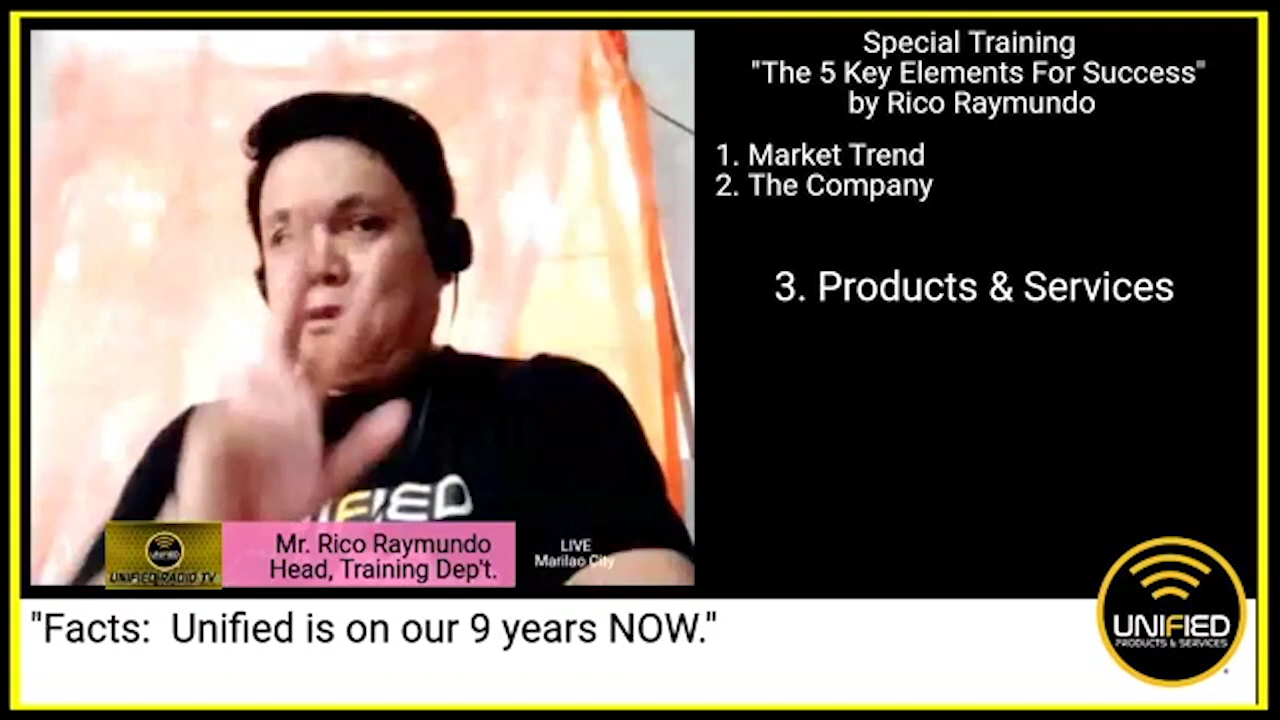 Special Training
"The 5 Key Elements For Success"
by Rico Raymundo
1. Market Trend
2. The Company
3. Products & Services
UNIFIED
Mr. Rico Raymundo
Head, Training Dep't.
UNIFIED
UNIFIED RADIO TV
LIVE
Marilao City
"Facts: Unified is on our 9 years NOW."
UNIFIED
PRODUCTS & SERVICES